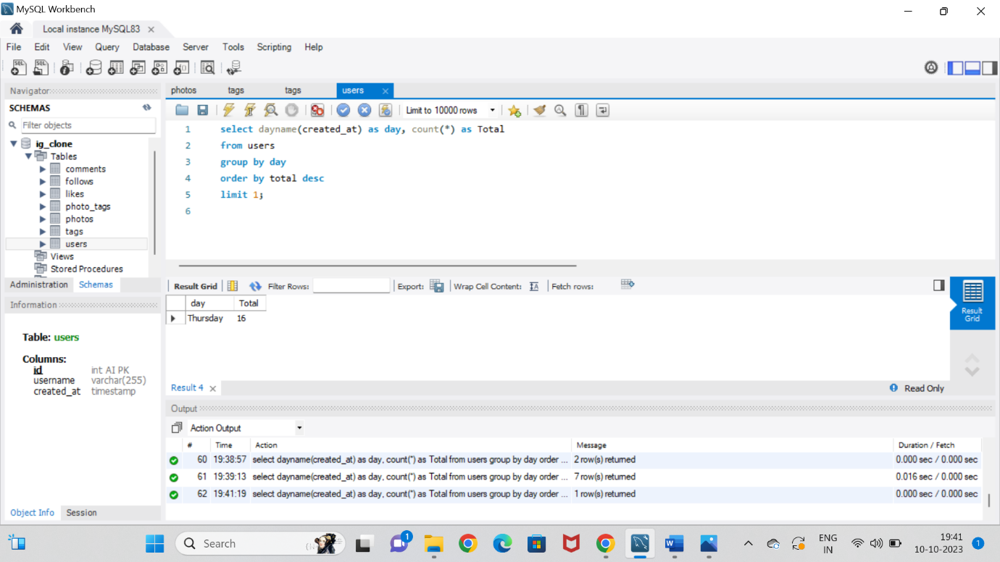 MySQL Workbench
Local instance MySQL83
File Edit View Query Database Server Tools Scripting Help
Navigator
SCHEMAS
Filter objects
ig_clone
Tables
comments
follows
likes
photo_tags
photos
tags
users
Views
Stored Procedures
Administration Schemas
Information
Table: users
Columns:
id int AI PK
username varchar(255)
created_at timestamp
Object Info Session
photos tags tags users
Limit to 10000 rows
1 select dayname(created_at) as day, count(*) as Total
2 from users
3 group by day
4 order by total desc
5 limit 1;
6
Result Grid Filter Rows: Export: Wrap Cell Content: Fetch rows:
day Total
Thursday 16
Result Grid
Result 4 Read Only
Output
Action Output
# Time Action Message Duration / Fetch
60 19:38:57 select dayname(created_at) as day, count(*) as Total from users group by day order ... 2 row(s) returned 0.000 sec / 0.000 sec
61 19:39:13 select dayname(created_at) as day, count(*) as Total from users group by day order ... 7 row(s) returned 0.016 sec / 0.000 sec
62 19:41:19 select dayname(created_at) as day, count(*) as Total from users group by day order ... 1 row(s) returned 0.000 sec / 0.000 sec
Search
1
ENG
IN
19:41
10-10-2023
1